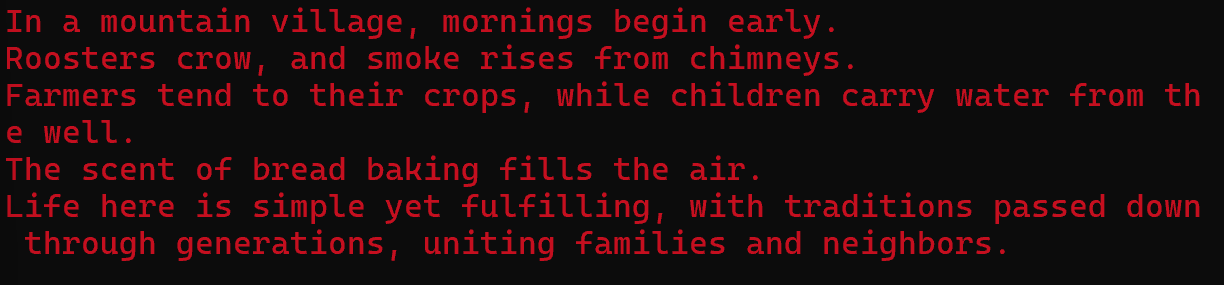 In a mountain village, mornings begin early.
Roosters crow, and smoke rises from chimneys.
Farmers tend to their crops, while children carry water from th
e well.
The scent of bread baking fills the air.
Life here is simple yet fulfilling, with traditions passed down
 through generations, uniting families and neighbors.